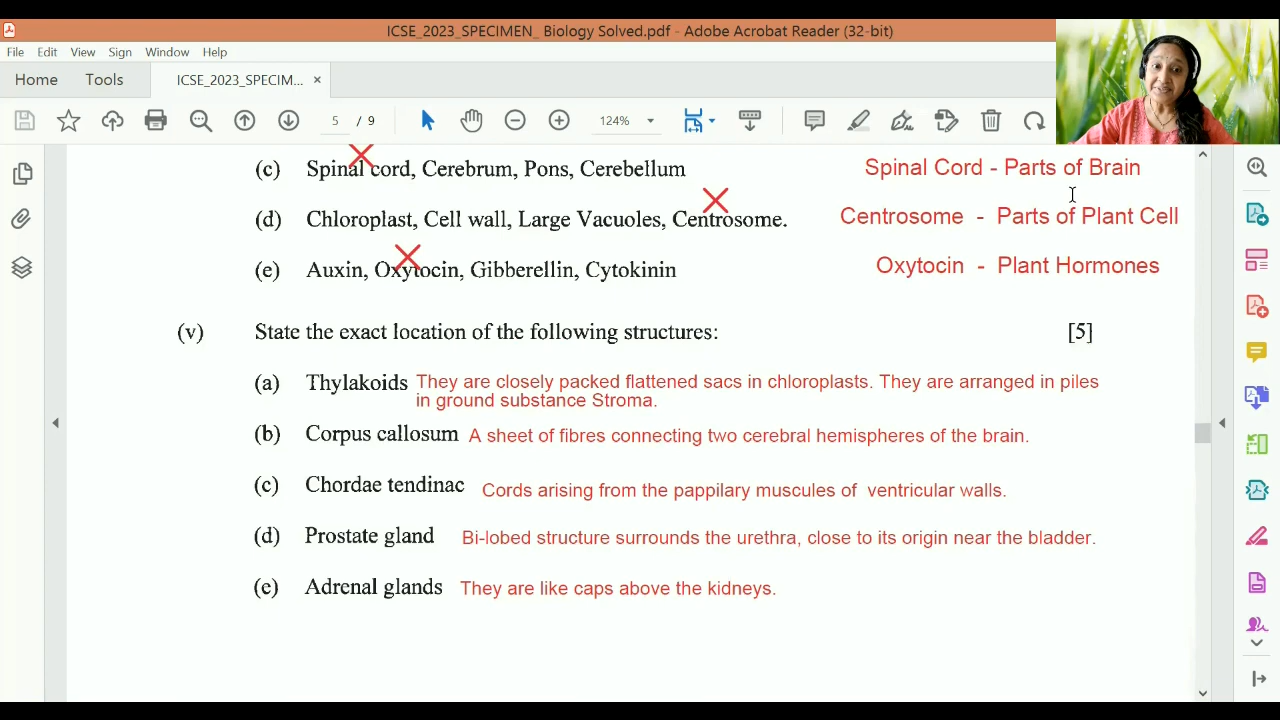 ICSE_2023_SPECIMEN_ Biology Solved.pdf - Adobe Acrobat Reader (32-bit)
File Edit View Sign Window Help
Home Tools ICSE_2023_SPECIM... ×
5 / 9 124%
(c) Spinal cord, Cerebrum, Pons, Cerebellum Spinal Cord - Parts of Brain
(d) Chloroplast, Cell wall, Large Vacuoles, Centrosome. Centrosome - Parts of Plant Cell
(e) Auxin, Oxytocin, Gibberellin, Cytokinin Oxytocin - Plant Hormones
(v) State the exact location of the following structures: [5]
(a) Thylakoids They are closely packed flattened sacs in chloroplasts. They are arranged in piles
in ground substance Stroma.
(b) Corpus callosum A sheet of fibres connecting two cerebral hemispheres of the brain.
(c) Chordae tendinac Cords arising from the pappilary muscules of ventricular walls.
(d) Prostate gland Bi-lobed structure surrounds the urethra, close to its origin near the bladder.
(e) Adrenal glands They are like caps above the kidneys.